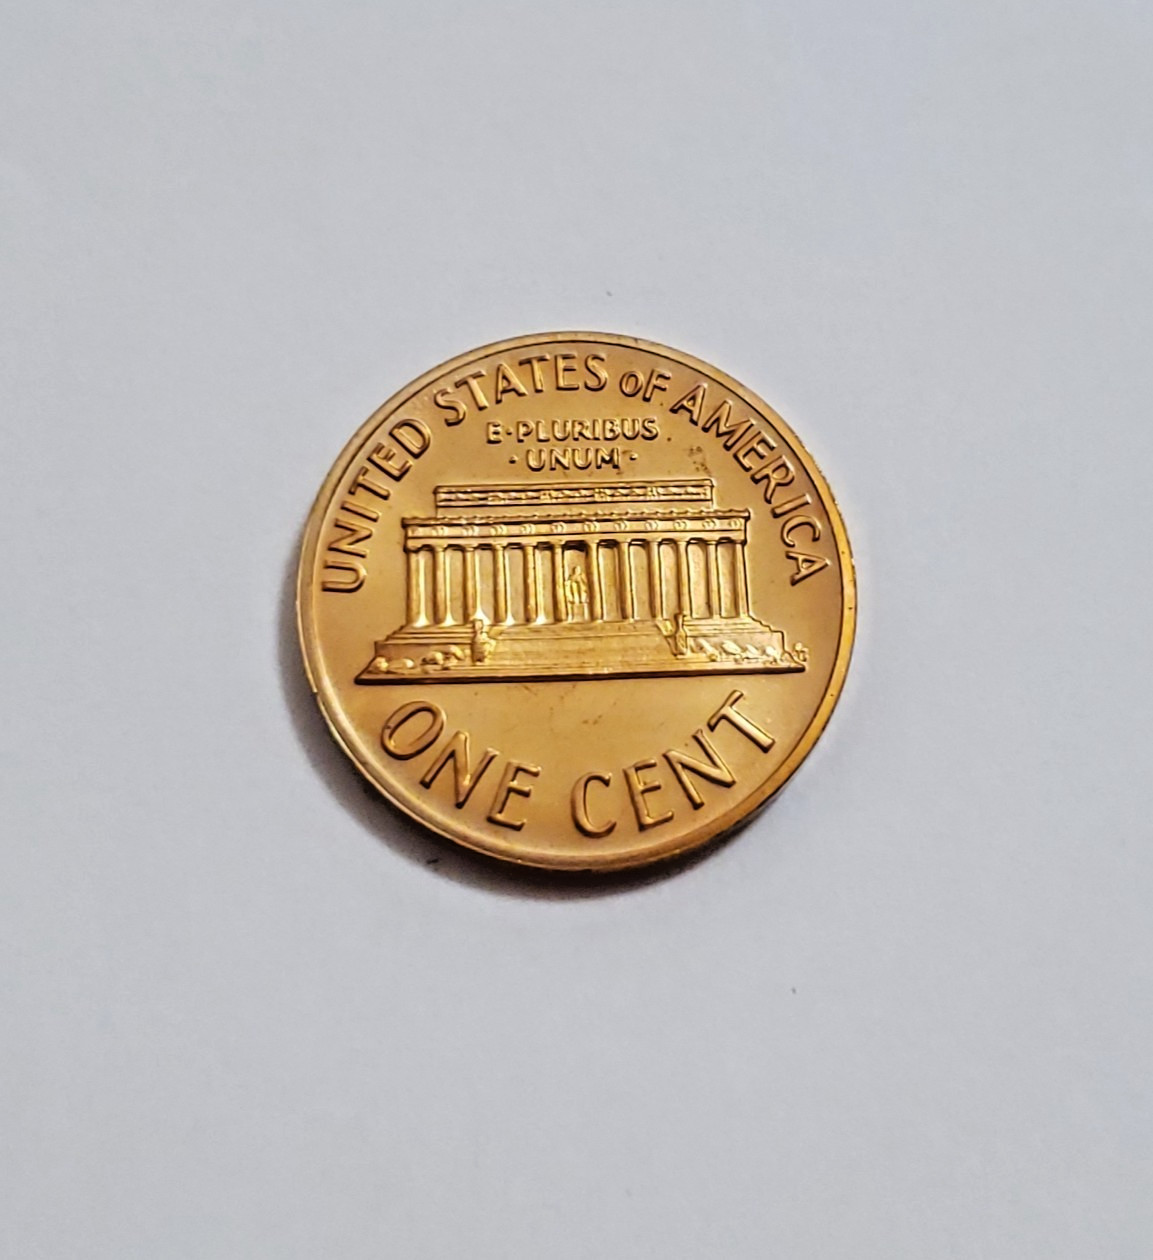 UNITED STATES OF AMERICA
E·PLURIBUS
·UNUM·
ONE CENT